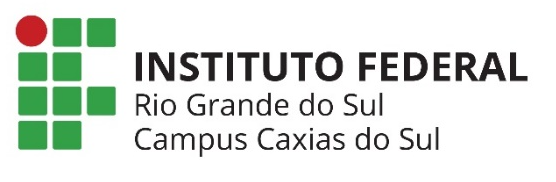 INSTITUTO FEDERAL
Rio Grande do Sul
Campus Caxias do Sul